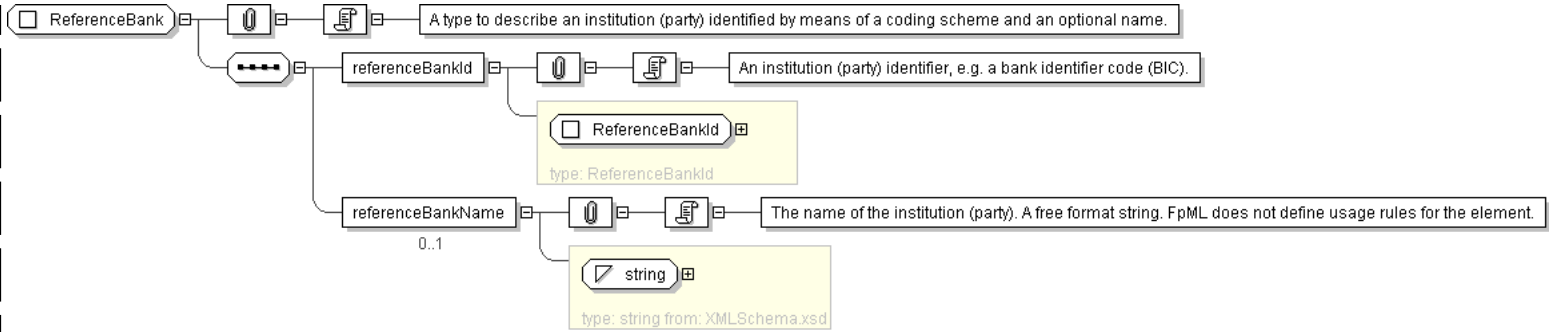 ReferenceBank
A type to describe an institution (party) identified by means of a coding scheme and an optional name.
referenceBankId
An institution (party) identifier, e.g. a bank identifier code (BIC).
ReferenceBankId
type: ReferenceBankId
referenceBankName
The name of the institution (party). A free format string. FpML does not define usage rules for the element.
0..1
string
type: string from: XMLSchema.xsd